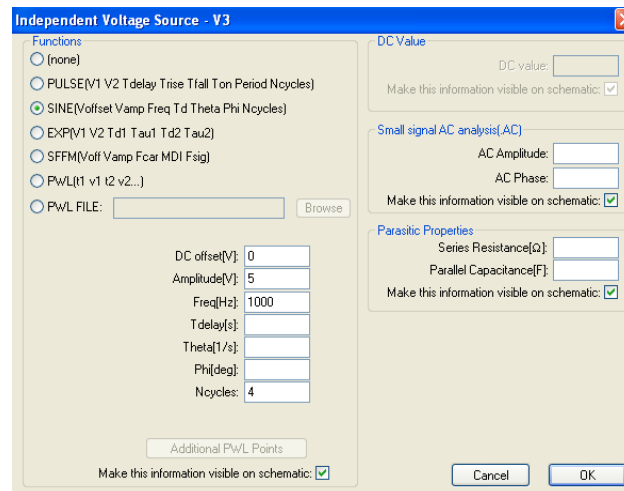 Independent Voltage Source - V3
Functions
(none)
PULSE(V1 V2 Tdelay Trise Tfall Ton Period Ncycles)
SINE(Voffset Vamp Freq Td Theta Phi Ncycles)
EXP(V1 V2 Td1 Tau1 Td2 Tau2)
SFFM(Voff Vamp Fcar MDI Fsig)
PWL(t1 v1 t2 v2...)
PWL FILE: Browse
DC offset[V]: 0
Amplitude[V]: 5
Freq[Hz]: 1000
Tdelay[s]:
Theta[1/s]:
Phi[deg]:
Ncycles: 4
Additional PWL Points
Make this information visible on schematic:
DC Value
DC value:
Make this information visible on schematic:
Small signal AC analysis(.AC)
AC Amplitude:
AC Phase:
Make this information visible on schematic:
Parasitic Properties
Series Resistance[Ω]:
Parallel Capacitance[F]:
Make this information visible on schematic:
Cancel OK